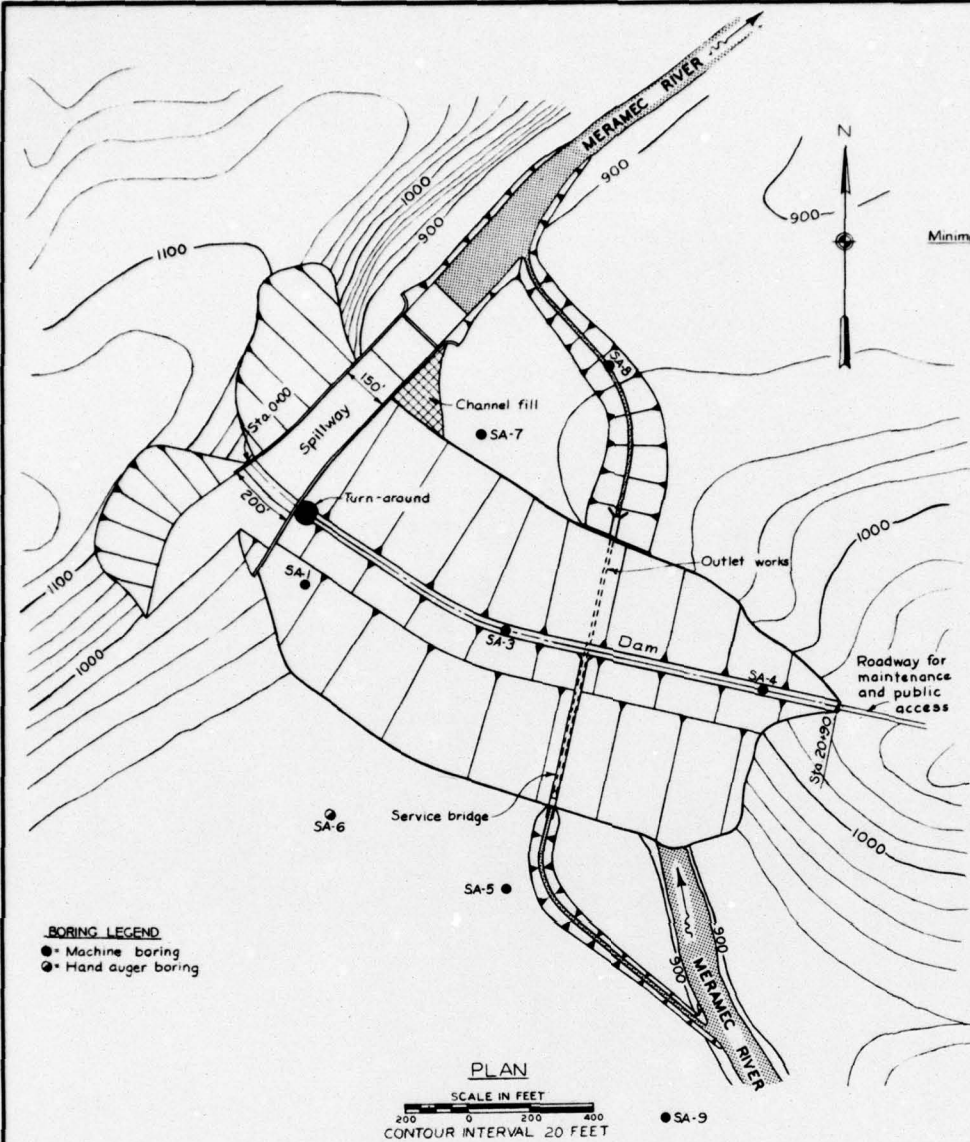 MERAMEC RIVER
N
900
900
Minim
1000
900
1100
150'
Sta 0+00
Spillway
Channel fill
SA-7
SA-8
200'
Turn-around
Outlet works
1000
SA-1
SA-3
Dam
SA-4
Roadway for
maintenance
and public
access
1100
1000
Sta 20+90
Service bridge
SA-6
1000
SA-5
BORING LEGEND
= Machine boring
= Hand auger boring
900
900
MERAMEC RIVER
PLAN
SCALE IN FEET
200 0 200 400
CONTOUR INTERVAL 20 FEET
SA-9